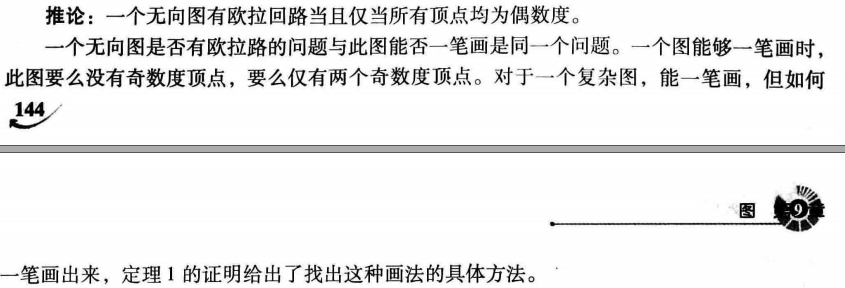 推论：一个无向图有欧拉回路当且仅当所有顶点均为偶数度。
一个无向图是否有欧拉路的问题与此图能否一笔画是同一个问题。一个图能够一笔画时，
此图要么没有奇数度顶点，要么仅有两个奇数度顶点。对于一个复杂图，能一笔画，但如何
144
图 第9章
一笔画出来，定理1的证明给出了找出这种画法的具体方法。